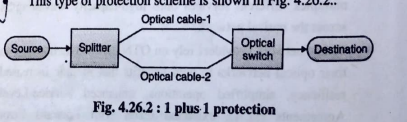 This type of protection scheme is shown in Fig. 4.26.2..
Optical cable-1
Source
Splitter
Optical
switch
Destination
Optical cable-2
Fig. 4.26.2 : 1 plus 1 protection